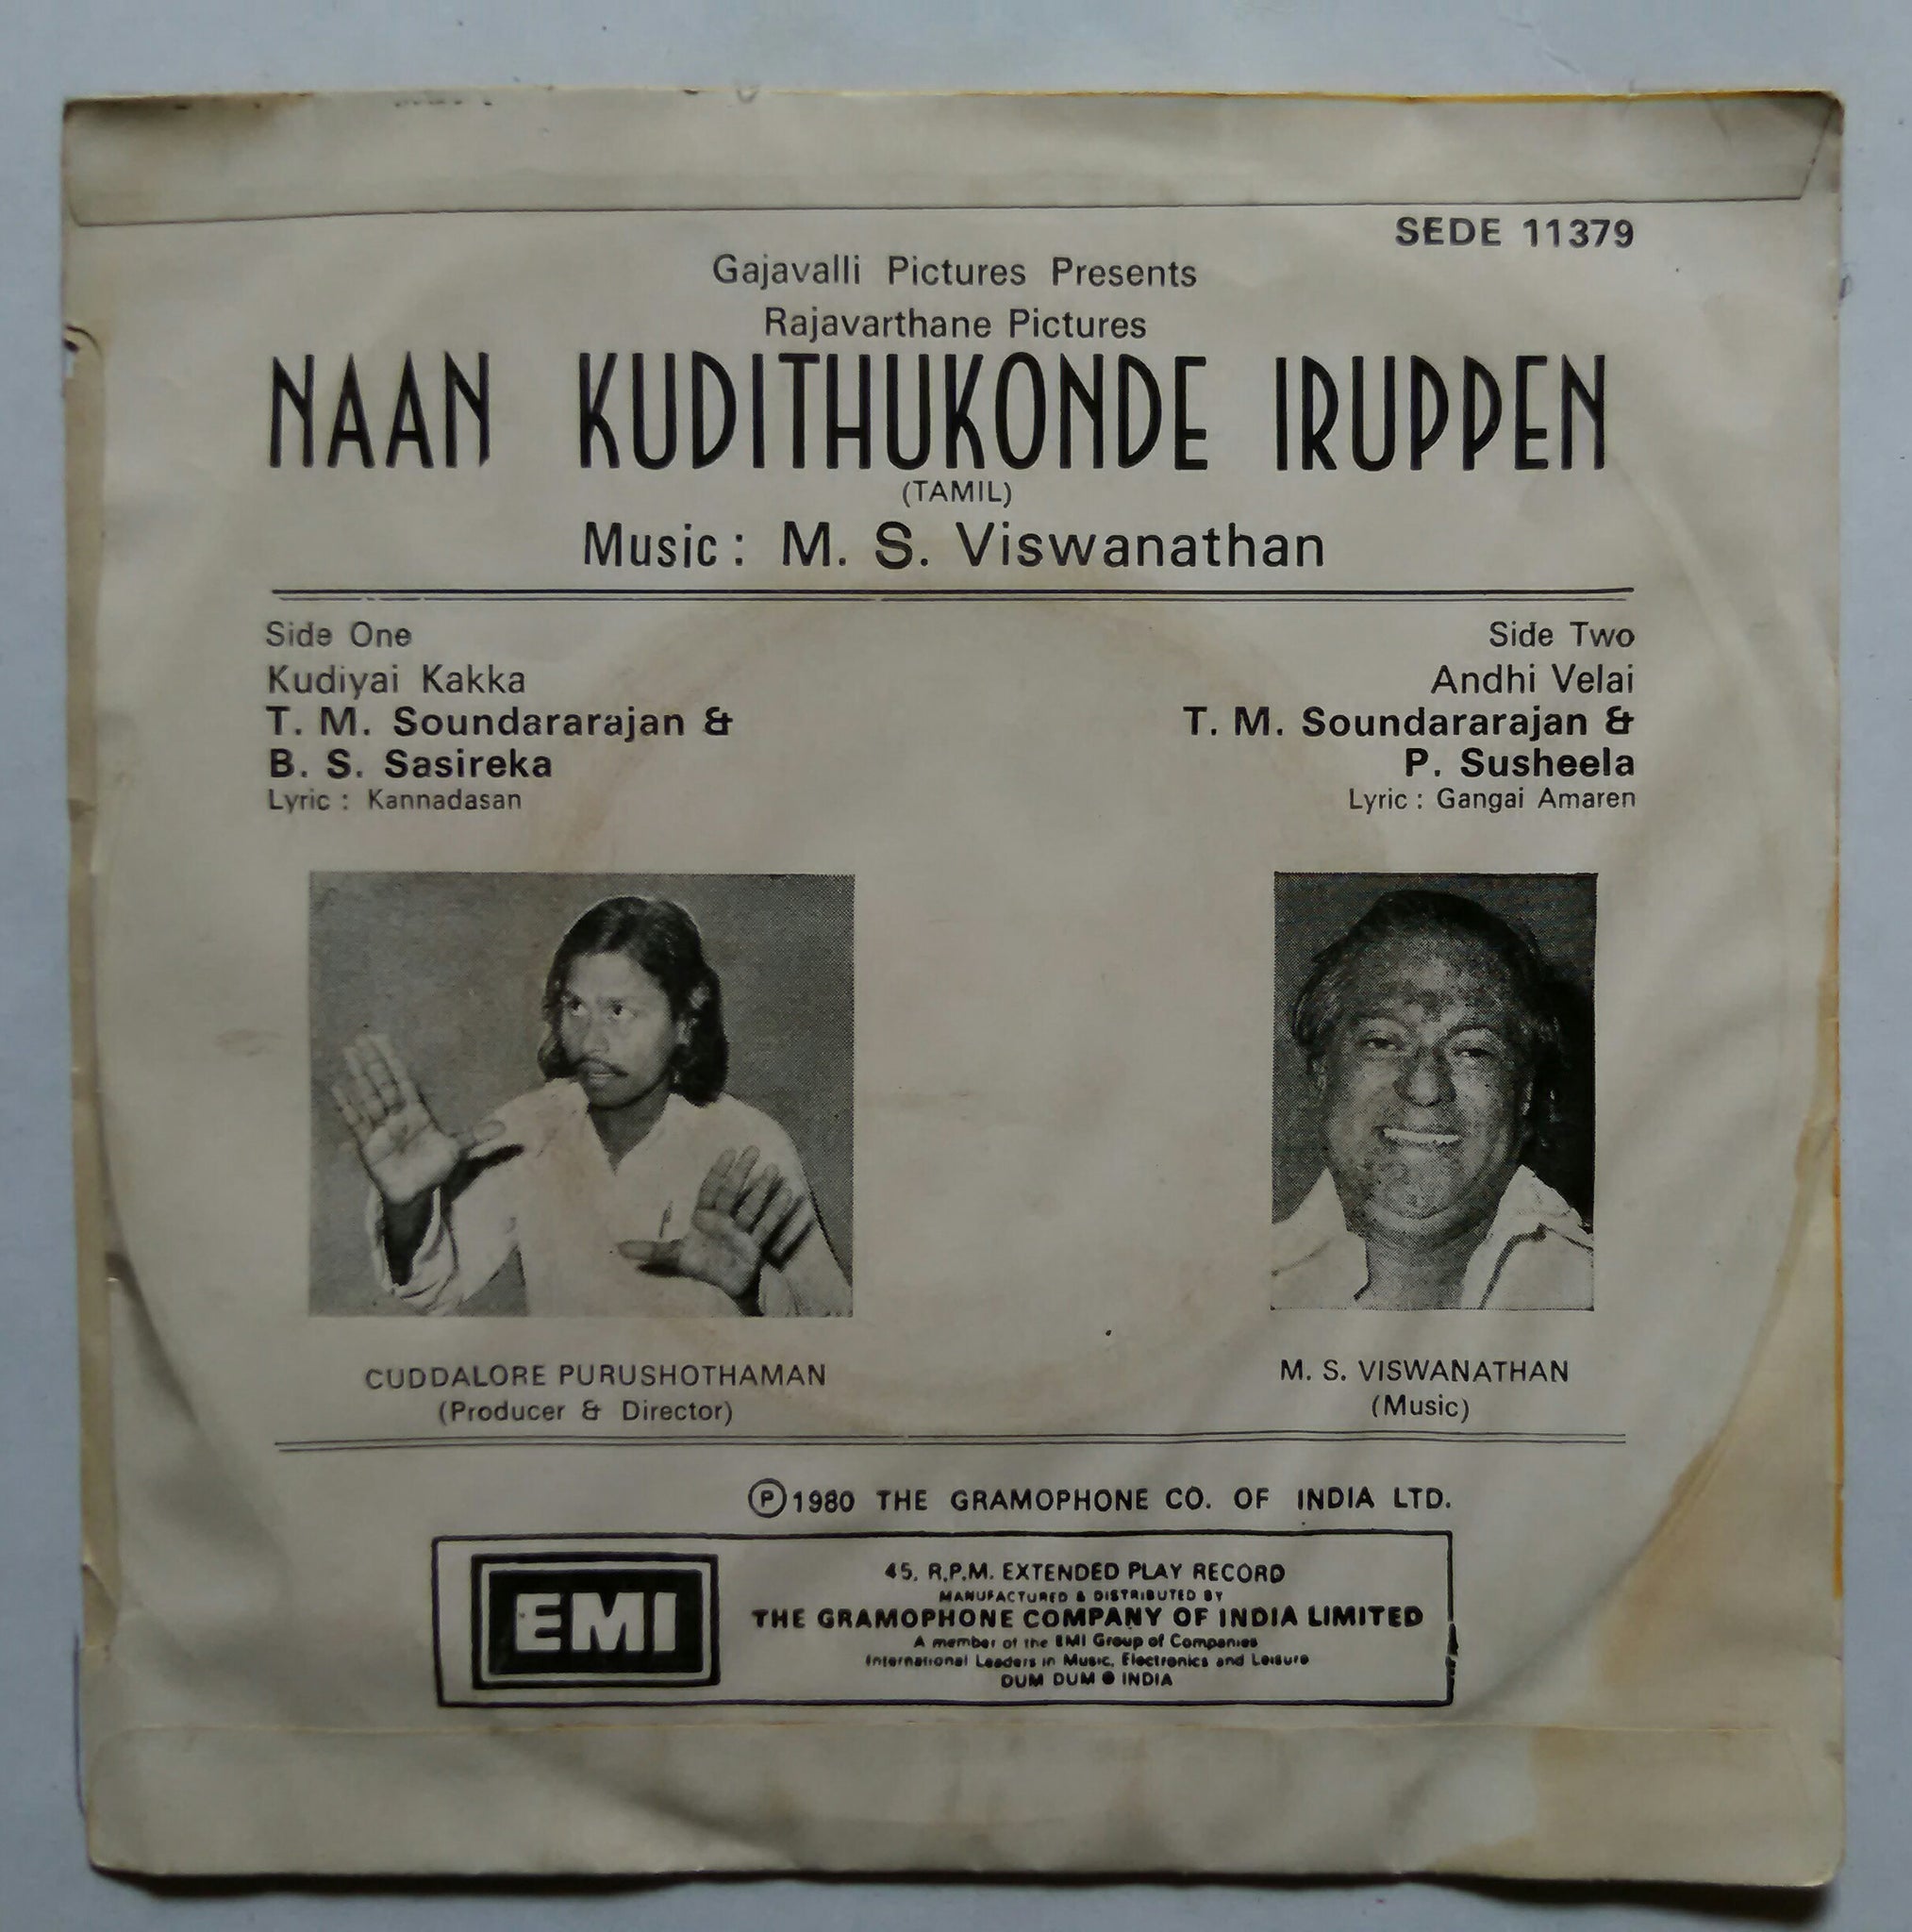 SEDE 11379
Gajavalli Pictures Presents
Rajavarthane Pictures
NAAN KUDITHUKONDE IRUPPEN
(TAMIL)
Music : M. S. Viswanathan
Side One
Kudiyai Kakka
T. M. Soundararajan &
B. S. Sasireka
Lyric : Kannadasan
Side Two
Andhi Velai
T. M. Soundararajan &
P. Susheela
Lyric : Gangai Amaren
CUDDALORE PURUSHOTHAMAN
(Producer & Director)
M. S. VISWANATHAN
(Music)
Ⓟ1980 THE GRAMOPHONE CO. OF INDIA LTD.
EMI
45, R.P.M. EXTENDED PLAY RECORD
MANUFACTURED & DISTRIBUTED BY
THE GRAMOPHONE COMPANY OF INDIA LIMITED
A member of the EMI Group of Companies
International Leaders in Music, Electronics and Leisure
DUM DUM ● INDIA